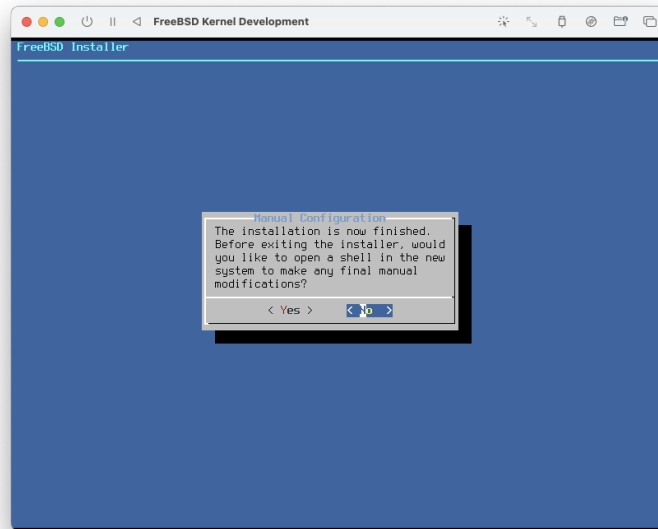 FreeBSD Kernel Development
FreeBSD Installer
Manual Configuration
The installation is now finished.
Before exiting the installer, would
you like to open a shell in the new
system to make any final manual
modifications?
< Yes > < No >